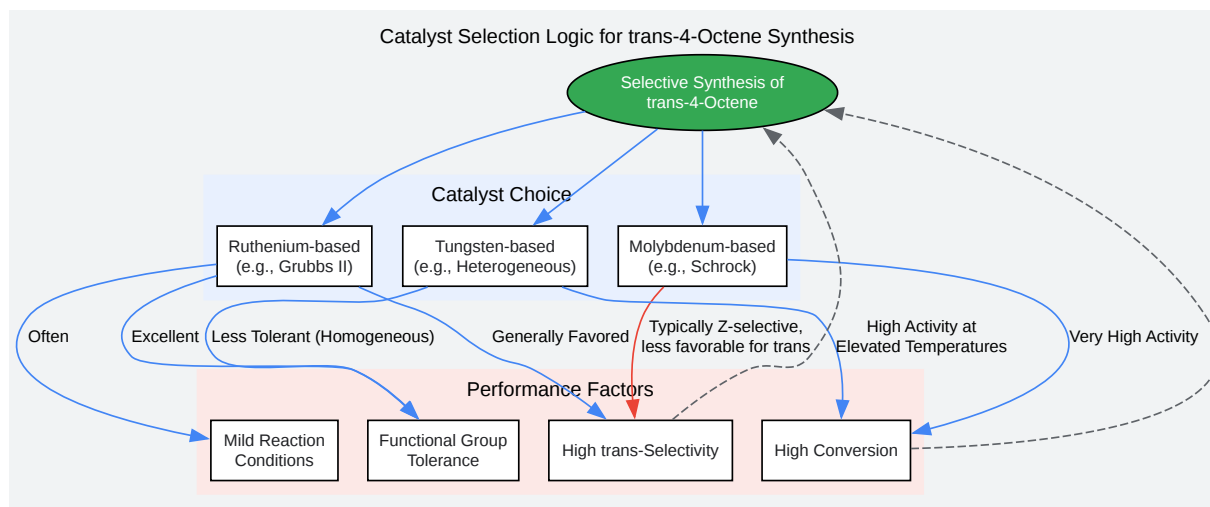 Catalyst Selection Logic for trans-4-Octene Synthesis
Selective Synthesis of
trans-4-Octene
Catalyst Choice
Ruthenium-based
(e.g., Grubbs II)
Tungsten-based
(e.g., Heterogeneous)
Molybdenum-based
(e.g., Schrock)
Often
Excellent
Less Tolerant (Homogeneous)
Generally Favored
Typically Z-selective,
less favorable for trans
High Activity at
Elevated Temperatures
Very High Activity
Performance Factors
Mild Reaction
Conditions
Functional Group
Tolerance
High trans-Selectivity
High Conversion